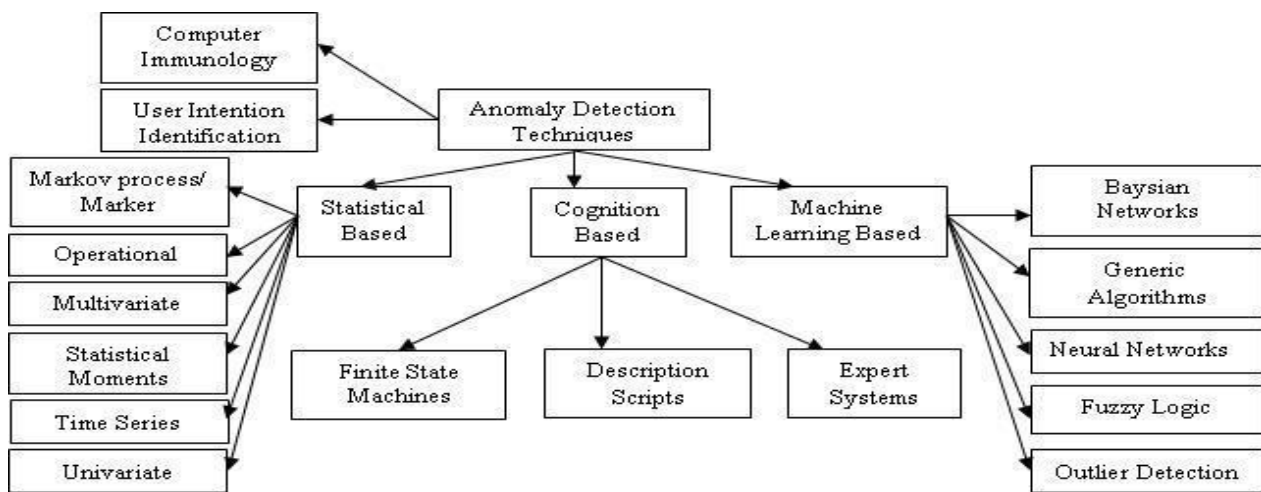 Computer
Immunology
User Intention
Identification
Anomaly Detection
Techniques
Markov process/
Marker
Operational
Multivariate
Statistical
Moments
Time Series
Univariate
Statistical
Based
Cognition
Based
Machine
Learning Based
Finite State
Machines
Description
Scripts
Expert
Systems
Baysian
Networks
Generic
Algorithms
Neural Networks
Fuzzy Logic
Outlier Detection